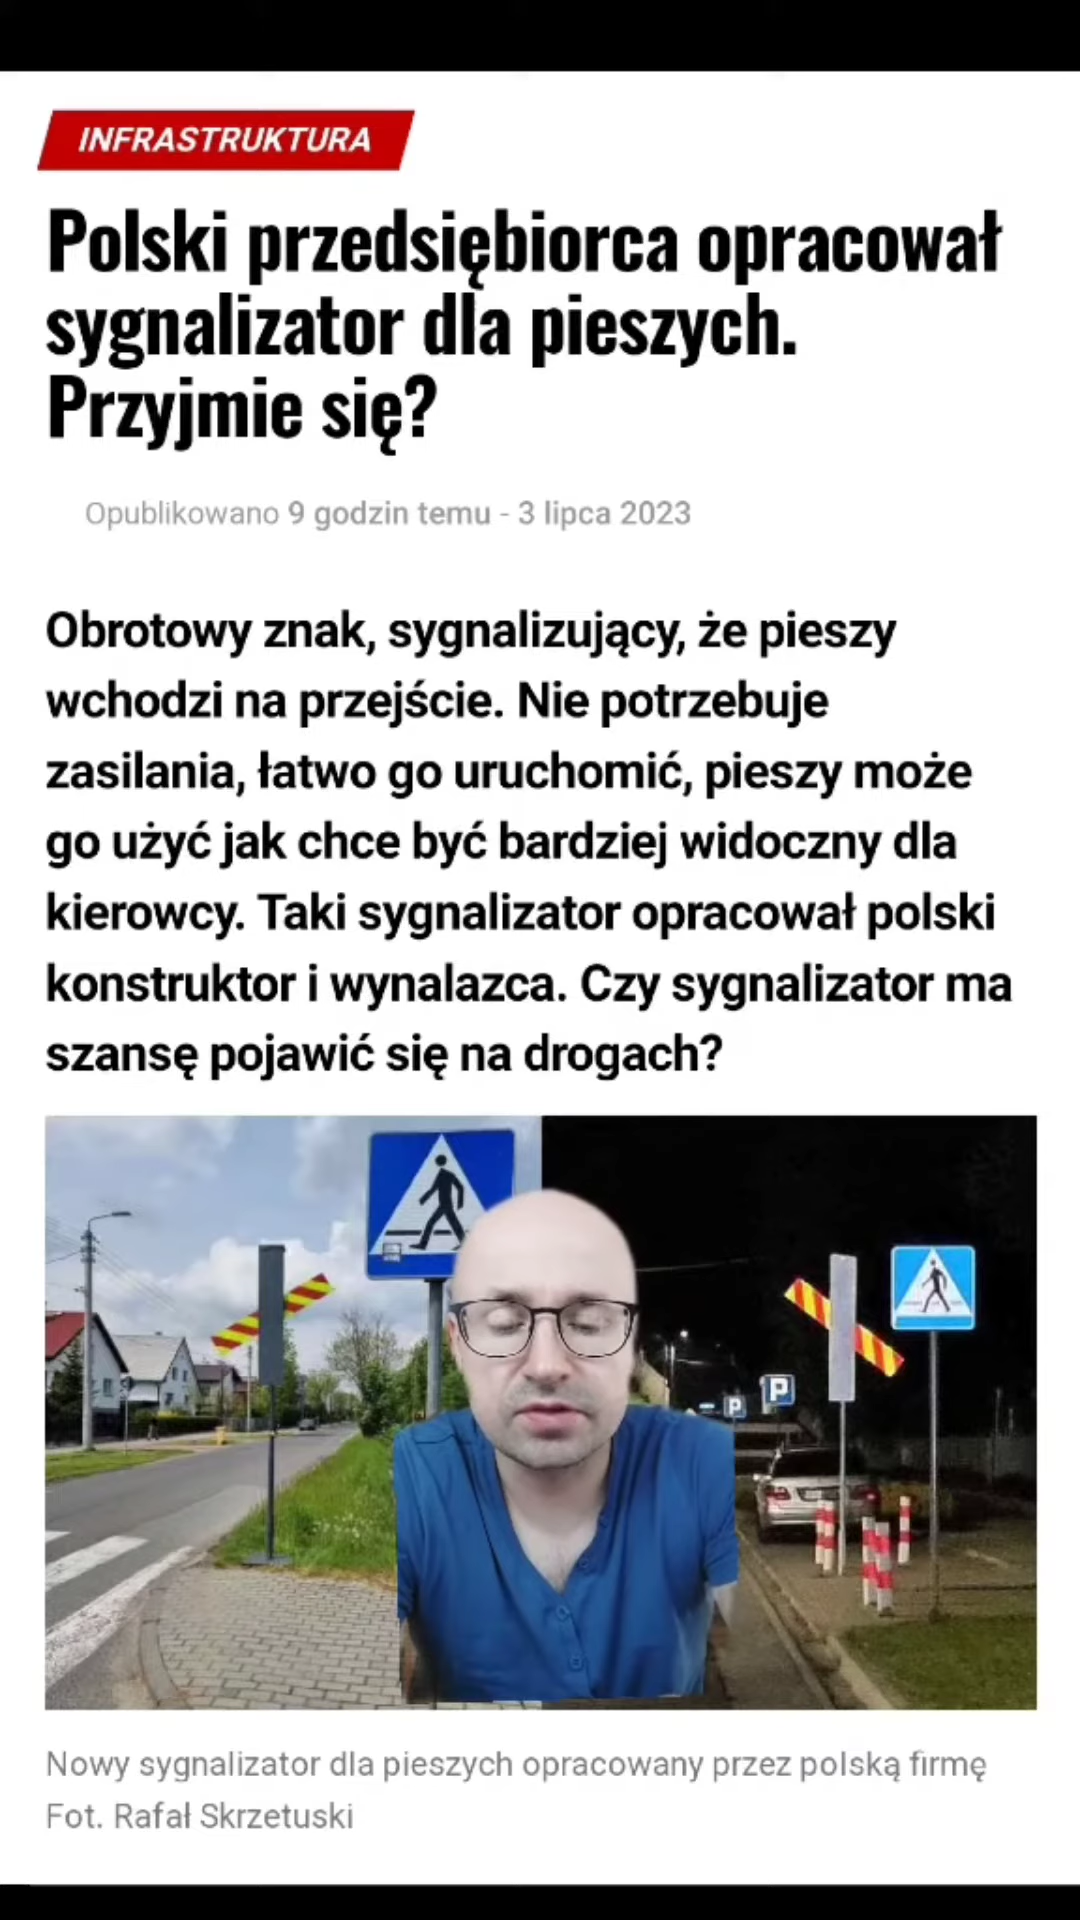 INFRASTRUKTURA
Polski przedsiębiorca opracował
sygnalizator dla pieszych.
Przyjmie się?
Opublikowano 9 godzin temu - 3 lipca 2023
Obrotowy znak, sygnalizujący, że pieszy
wchodzi na przejście. Nie potrzebuje
zasilania, łatwo go uruchomić, pieszy może
go użyć jak chce być bardziej widoczny dla
kierowcy. Taki sygnalizator opracował polski
konstruktor i wynalazca. Czy sygnalizator ma
szansę pojawić się na drogach?
P
P
Nowy sygnalizator dla pieszych opracowany przez polską firmę
Fot. Rafał Skrzetuski